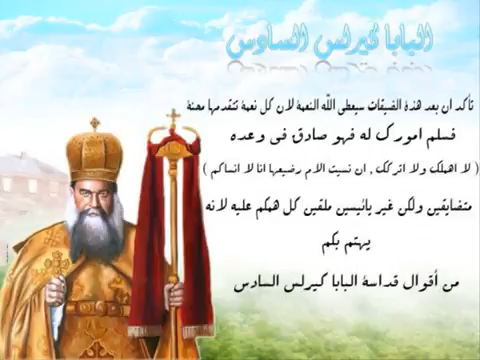 البابا كيرلس السادس
تأكد ان بعد هذة الضيقات سيعطى الله النعمة لان كل نعمة تتقدمها محنة
فسلم امورك له فهو صادق فى وعده
( لا اهملك ولا اتركك , ان نسيت الام رضيعها انا لا انساكم )
متضايقين ولكن غير يائيسين ملقين كل همكم عليه لانه
يهتم بكم
من أقوال قداسة البابا كيرلس السادس